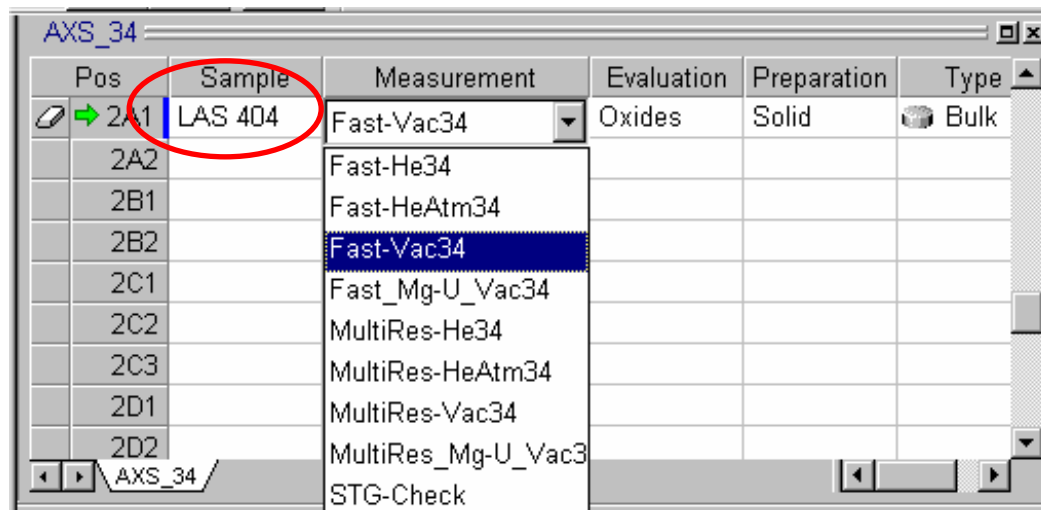 AXS_34
Pos Sample Measurement Evaluation Preparation Type
2A1 LAS 404 Fast-Vac34 Oxides Solid Bulk
2A2 Fast-He34
2B1 Fast-HeAtm34
2B2 Fast-Vac34
2C1 Fast_Mg-U_Vac34
2C2 MultiRes-He34
2C3 MultiRes-HeAtm34
2D1 MultiRes-Vac34
2D2 MultiRes_Mg-U_Vac3
AXS_34 STG-Check